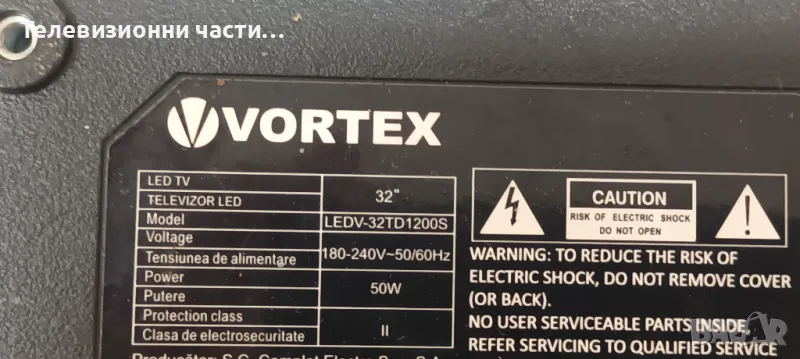 Телевизионни части...
VORTEX
LED TV
TELEVIZOR LED
32"
Model
LEDV-32TD1200S
Voltage
Tensiunea de alimentare
180-240V~50/60Hz
Power
Putere
50W
Protection class
Clasa de electrosecuritate
II
CAUTION
RISK OF ELECTRIC SHOCK
DO NOT OPEN
WARNING: TO REDUCE THE RISK OF
ELECTRIC SHOCK, DO NOT REMOVE COVER
(OR BACK).
NO USER SERVICEABLE PARTS INSIDE,
REFER SERVICING TO QUALIFIED SERVICE